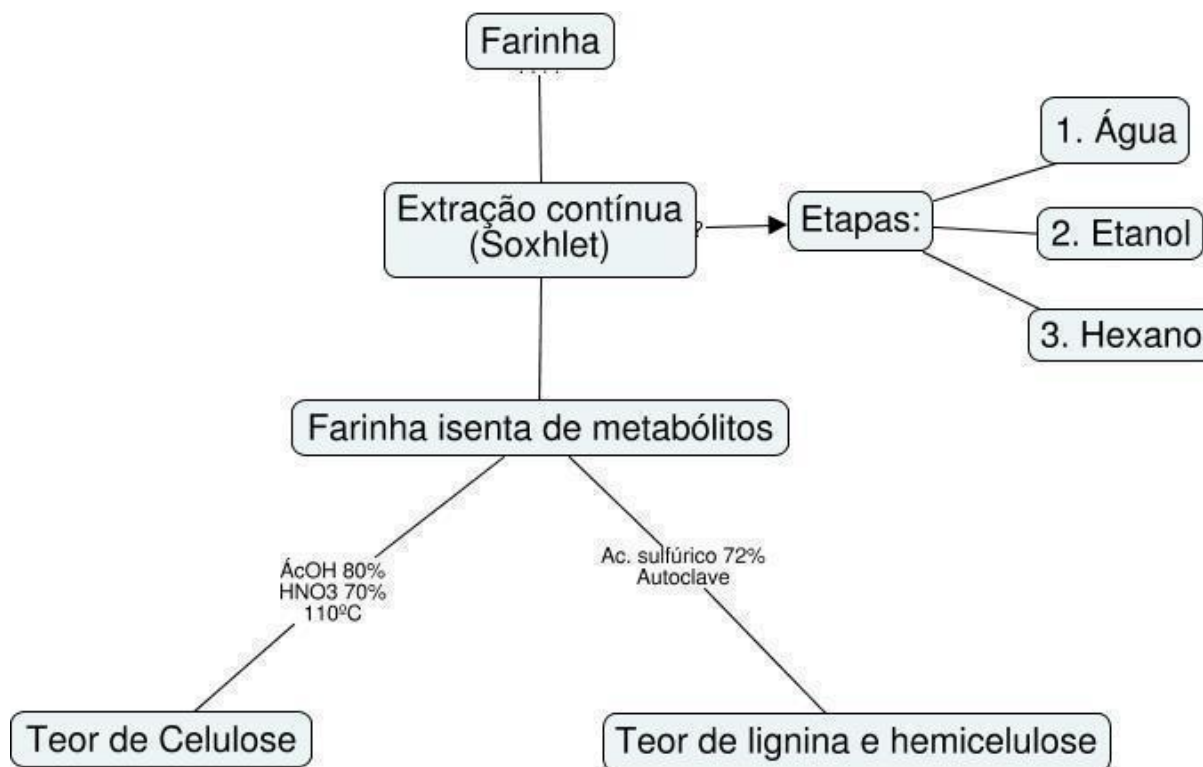 Farinha
Extração contínua
(Soxhlet)
?
Etapas:
1. Água
2. Etanol
3. Hexano
Farinha isenta de metabólitos
ÁcOH 80%
HNO3 70%
110ºC
Ac. sulfúrico 72%
Autoclave
Teor de Celulose
Teor de lignina e hemicelulose